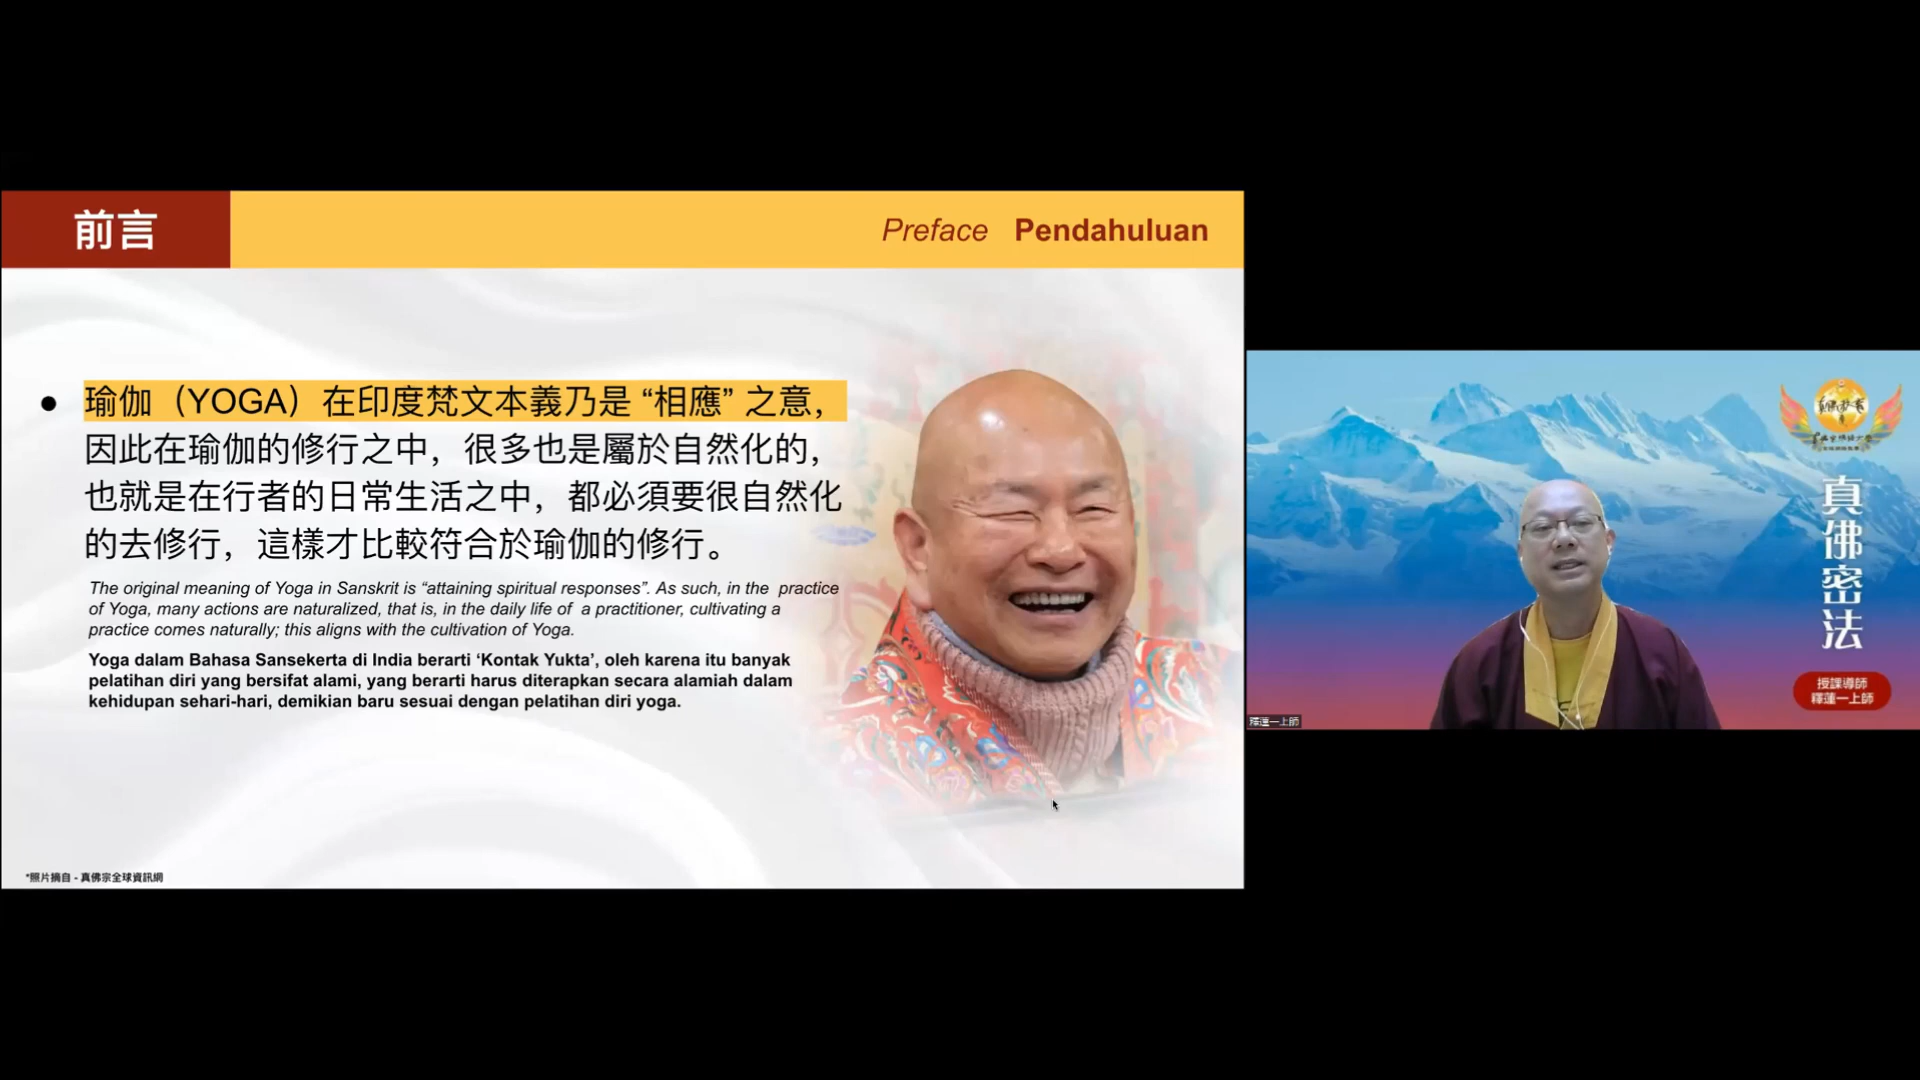 前言
Preface Pendahuluan
● 瑜伽（YOGA）在印度梵文本義乃是 “相應” 之意，
因此在瑜伽的修行之中，很多也是屬於自然化的，
也就是在行者的日常生活之中，都必須要很自然化
的去修行，這樣才比較符合於瑜伽的修行。
The original meaning of Yoga in Sanskrit is “attaining spiritual responses”. As such, in the practice
of Yoga, many actions are naturalized, that is, in the daily life of a practitioner, cultivating a
practice comes naturally; this aligns with the cultivation of Yoga.
Yoga dalam Bahasa Sansekerta di India berarti ‘Kontak Yukta’, oleh karena itu banyak
pelatihan diri yang bersifat alami, yang berarti harus diterapkan secara alamiah dalam
kehidupan sehari-hari, demikian baru sesuai dengan pelatihan diri yoga.
*照片摘自 - 真佛宗全球資訊網
真佛密法
授課導師
釋蓮一上師
釋蓮一上師